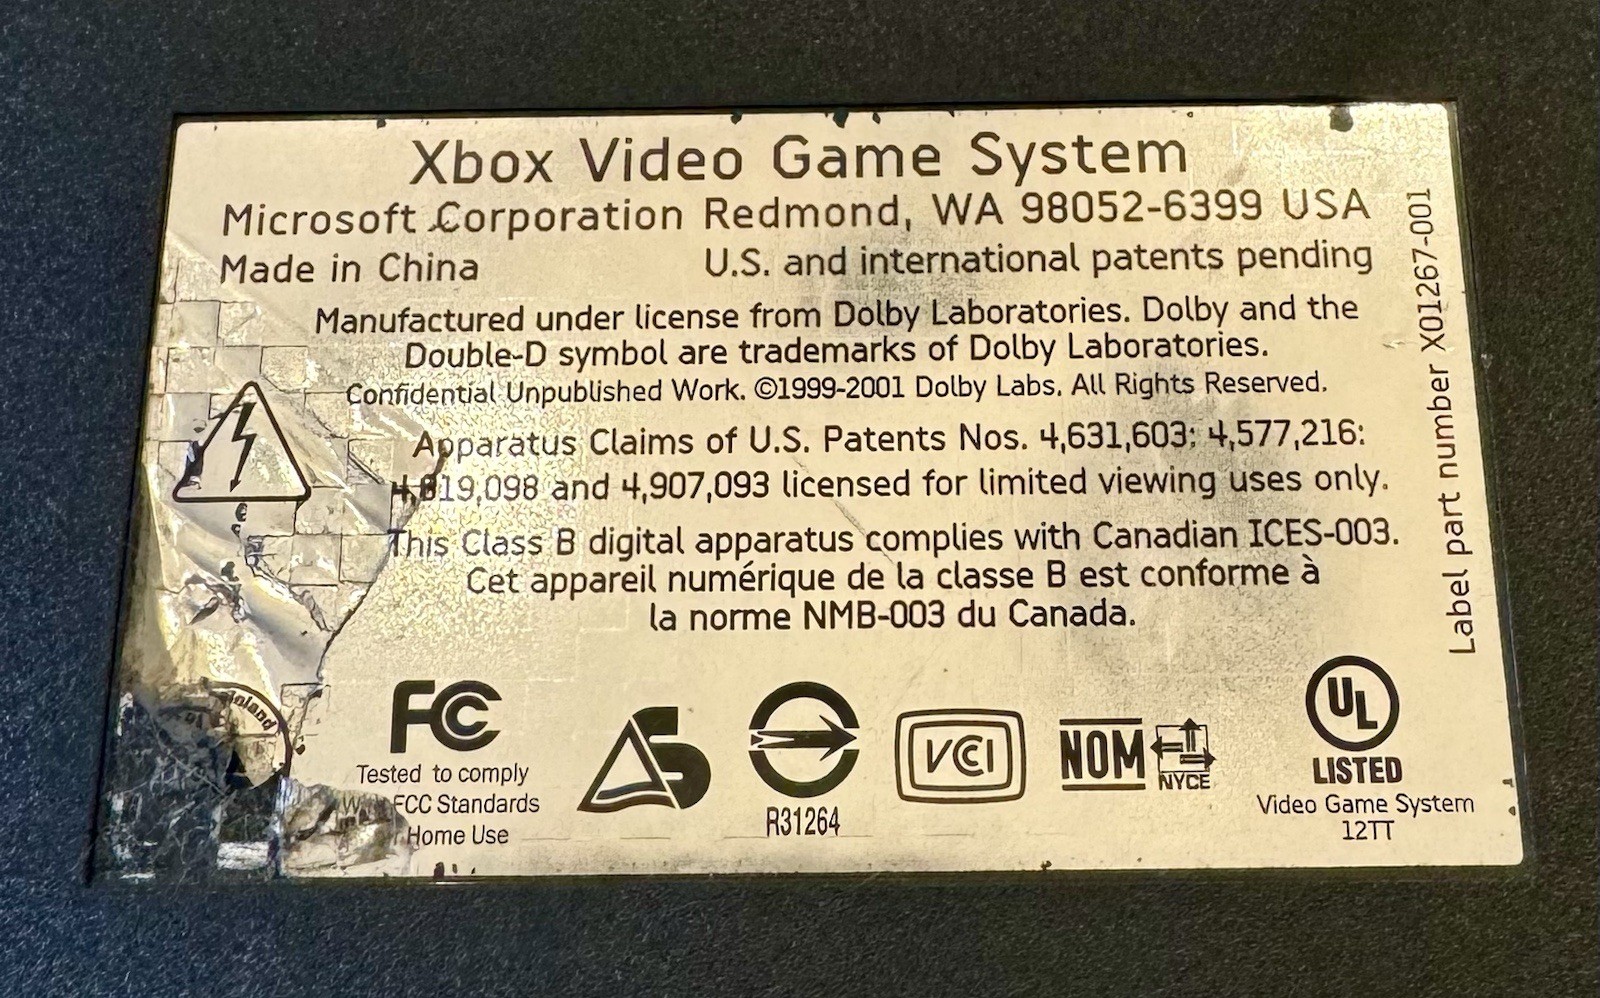 Xbox Video Game System
Microsoft Corporation Redmond, WA 98052-6399 USA
Made in China U.S. and international patents pending
Manufactured under license from Dolby Laboratories. Dolby and the
Double-D symbol are trademarks of Dolby Laboratories.
Confidential Unpublished Work. ©1999-2001 Dolby Labs. All Rights Reserved.
Apparatus Claims of U.S. Patents Nos. 4,631,603; 4,577,216:
4,819,098 and 4,907,093 licensed for limited viewing uses only.
This Class B digital apparatus complies with Canadian ICES-003.
Cet appareil numérique de la classe B est conforme à
la norme NMB-003 du Canada.
Label part number X01267-001
FC
Tested to comply
FCC Standards
Home Use
R31264
VCCI
NOM
NYCE
UL
LISTED
Video Game System
12TT